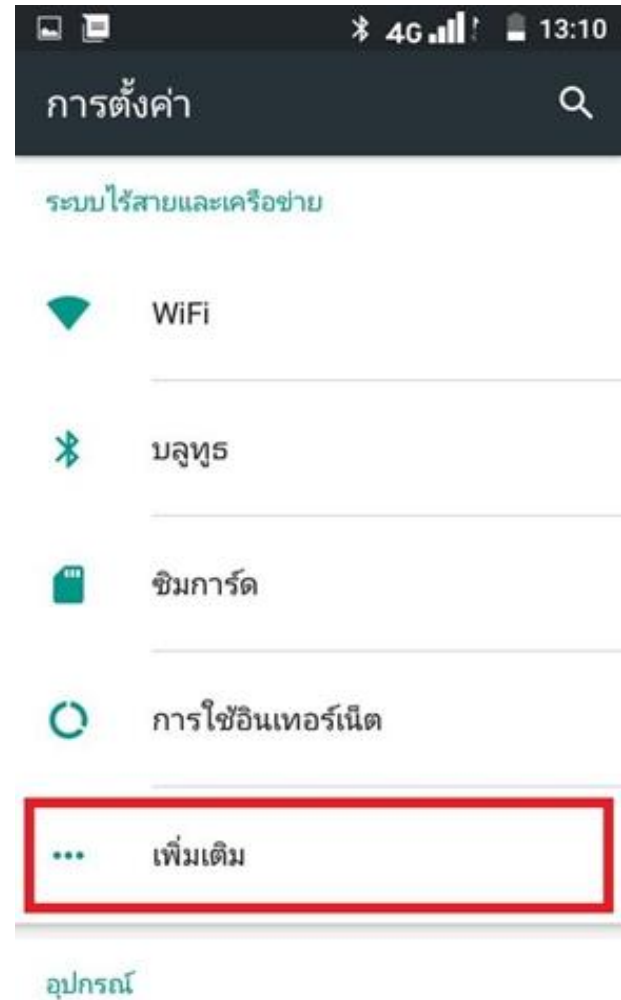 4G 13:10
การตั้งค่า
ระบบไร้สายและเครือข่าย
WiFi
บลูทูธ
ซิมการ์ด
การใช้อินเทอร์เน็ต
เพิ่มเติม
อุปกรณ์